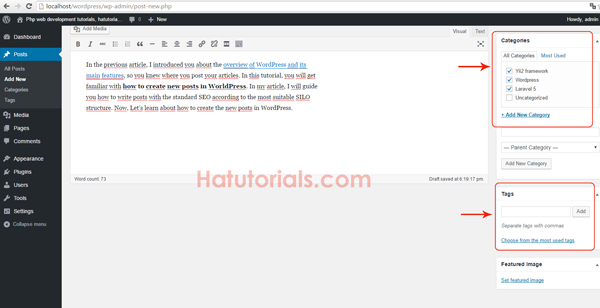 localhost/wordpress/wp-admin/post-new.php
Php web development tutorials, hatutoria... 0 + New
Howdy, admin
Dashboard
Posts
All Posts
Add New
Categories
Tags
Media
Pages
Comments
Appearance
Plugins
Users
Tools
Settings
Collapse menu
Add Media
Visual
Text
In the previous article, I introduced you about the overview of WordPress and its
main features, so you knew where you post your articles. In this tutorial, you will get
familiar with how to create new posts in WorldPress. In my article, I will guide
you how to write posts with the standard SEO according to the most suitable SILO
structure. Now, Let's learn about how to create the new posts in WordPress.
Hatutorials.com
Word count: 73
Draft saved at 6:19:17 pm.
Categories
All Categories
Most Used
Yii2 framework
Wordpress
Laravel 5
Uncategorized
+ Add New Category
— Parent Category —
Add New Category
Tags
Add
Separate tags with commas
Choose from the most used tags
Featured Image
Set featured image